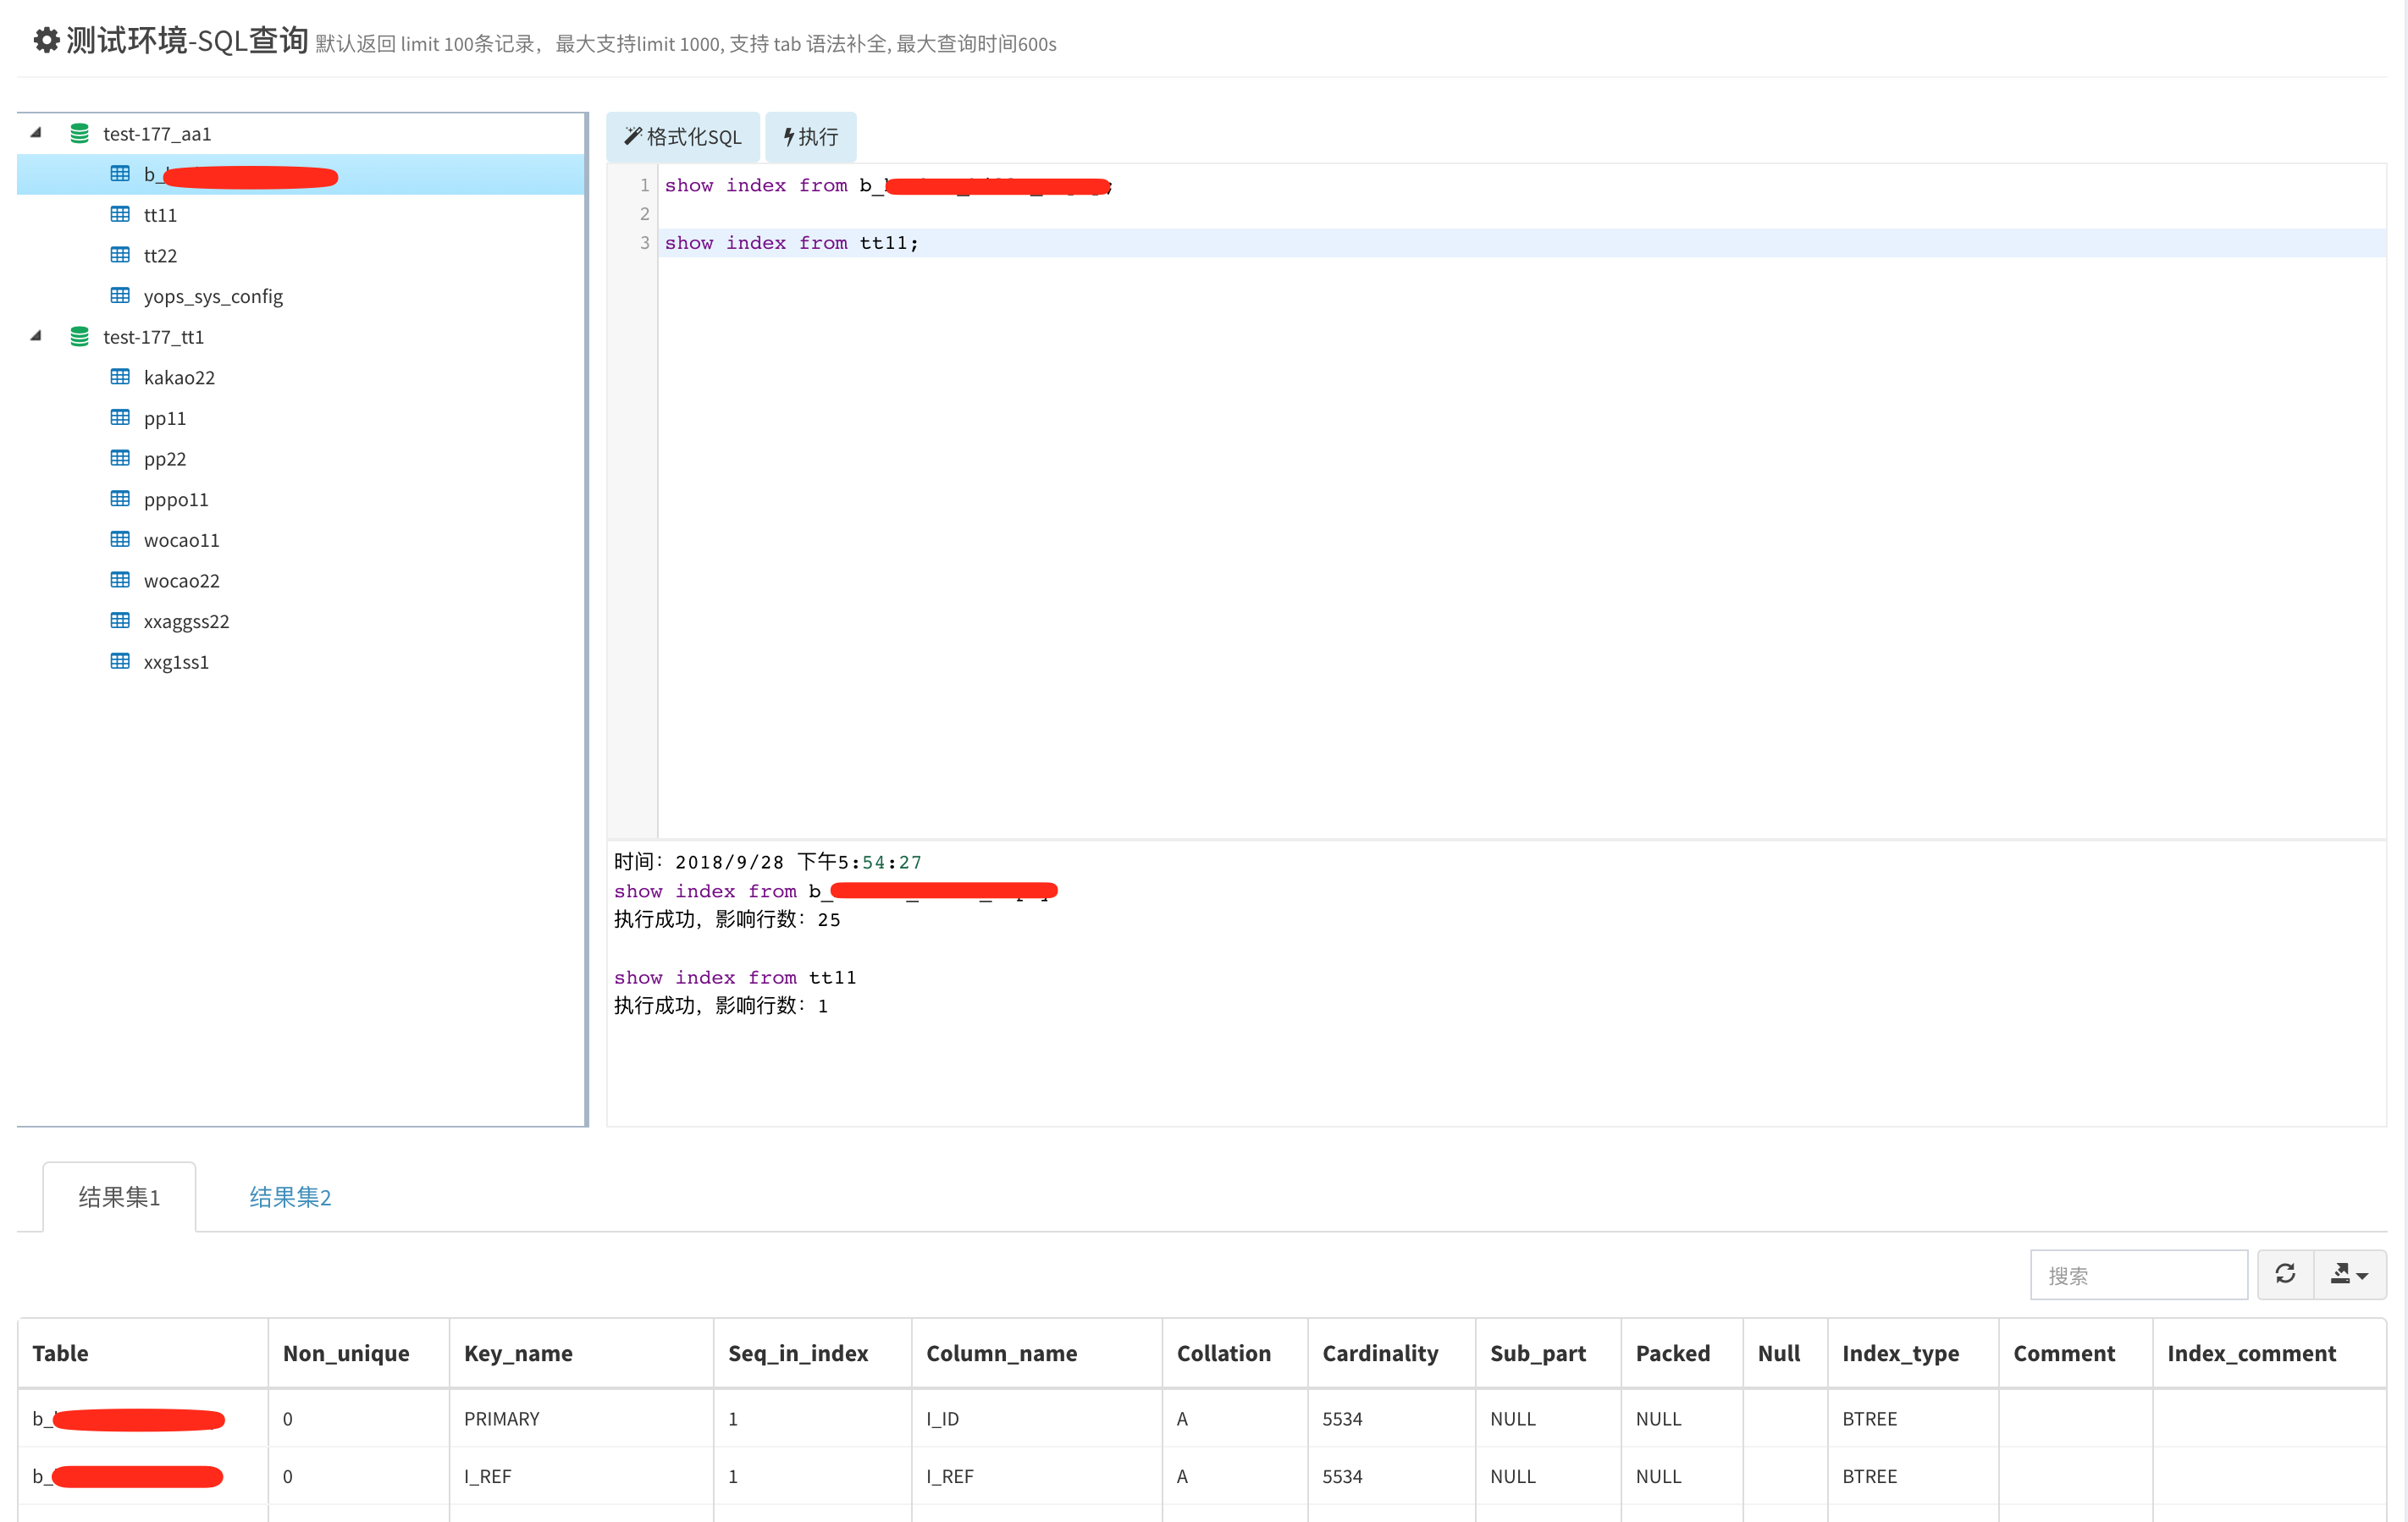 测试环境-SQL查询 默认返回 limit 100条记录，最大支持limit 1000, 支持 tab 语法补全, 最大查询时间600s
test-177_aa1
b_
tt11
tt22
yops_sys_config
test-177_tt1
kakao22
pp11
pp22
pppo11
wocao11
wocao22
xxaggss22
xxg1ss1
格式化SQL 执行
1 show index from b_ ;
2
3 show index from tt11;
时间：2018/9/28 下午5:54:27
show index from b_
执行成功，影响行数：25
show index from tt11
执行成功，影响行数：1
结果集1 结果集2
搜索
Table Non_unique Key_name Seq_in_index Column_name Collation Cardinality Sub_part Packed Null Index_type Comment Index_comment
b_ 0 PRIMARY 1 I_ID A 5534 NULL NULL BTREE
b_ 0 I_REF 1 I_REF A 5534 NULL NULL BTREE